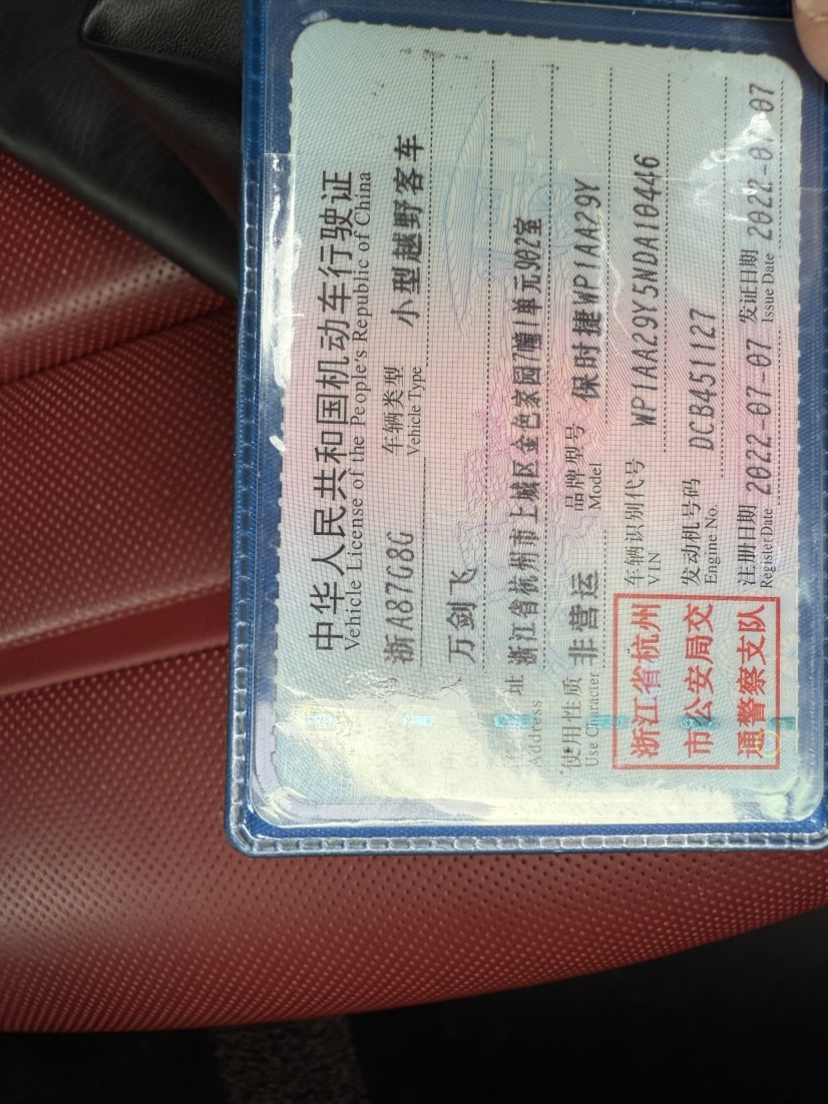 中华人民共和国机动车行驶证
Vehicle License of the People's Republic of China
浙A87G8G 车辆类型 小型越野客车
Vehicle Type
万剑飞
址 浙江省杭州市上城区金色家园7幢1单元902室
Address
使用性质 非营运 品牌型号 保时捷WP1AA29Y
Use Character Model
浙江省杭州
市公安局交
通警察支队
车辆识别代号 WP1AA29Y5NDA10446
VIN
发动机号码 DCB451127
Engine No.
注册日期 2022-07-07 发证日期 2022-07-07
Register Date Issue Date